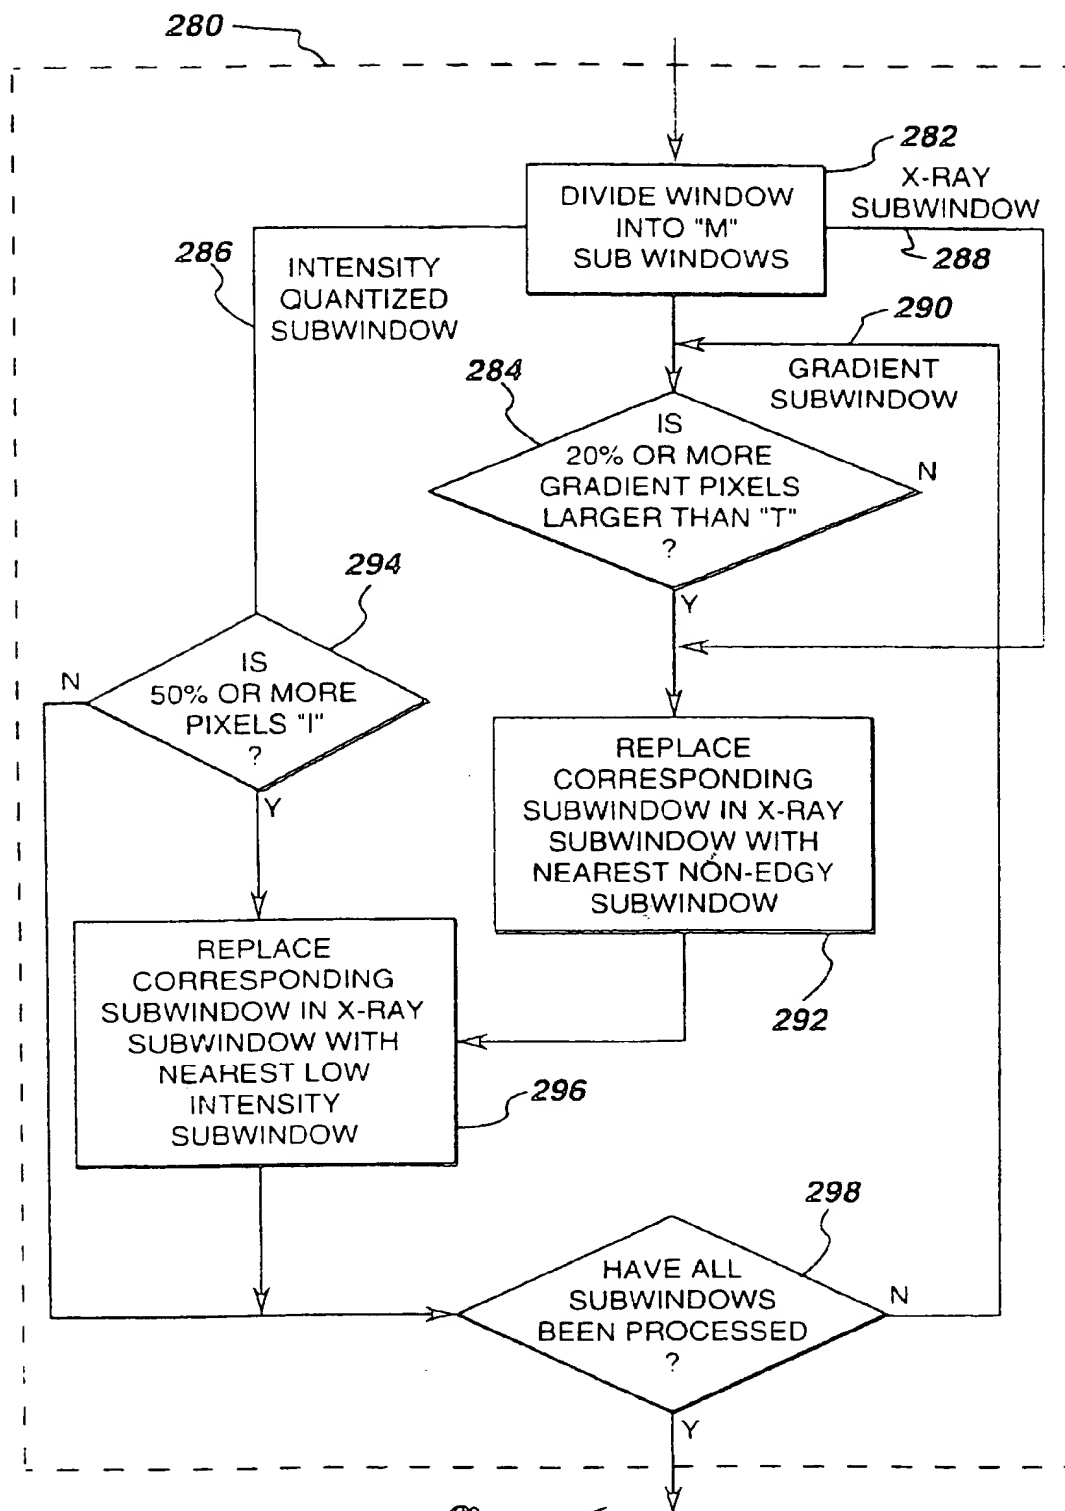 280
282
DIVIDE WINDOW
INTO "M"
SUB WINDOWS
X-RAY
SUBWINDOW
288
286
INTENSITY
QUANTIZED
SUBWINDOW
290
GRADIENT
SUBWINDOW
284
IS
20% OR MORE
GRADIENT PIXELS
LARGER THAN "T"
?
N
Y
294
IS
50% OR MORE
PIXELS "I"
?
N
Y
REPLACE
CORRESPONDING
SUBWINDOW IN X-RAY
SUBWINDOW WITH
NEAREST NON-EDGY
SUBWINDOW
292
REPLACE
CORRESPONDING
SUBWINDOW IN X-RAY
SUBWINDOW WITH
NEAREST LOW
INTENSITY
SUBWINDOW
296
298
HAVE ALL
SUBWINDOWS
BEEN PROCESSED
?
N
Y